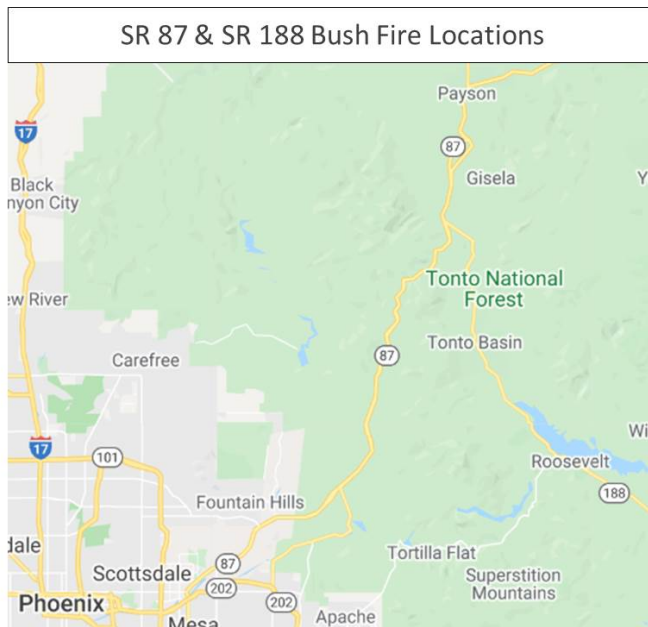 SR 87 & SR 188 Bush Fire Locations
Payson
17
87
Gisela
Y
Black
nyon City
Tonto National
Forest
ew River
Tonto Basin
Carefree
87
17
101
Wi
Roosevelt
188
Fountain Hills
dale
Tortilla Flat
87
Scottsdale
202
Superstition
Mountains
202
Phoenix
Mesa
Apache